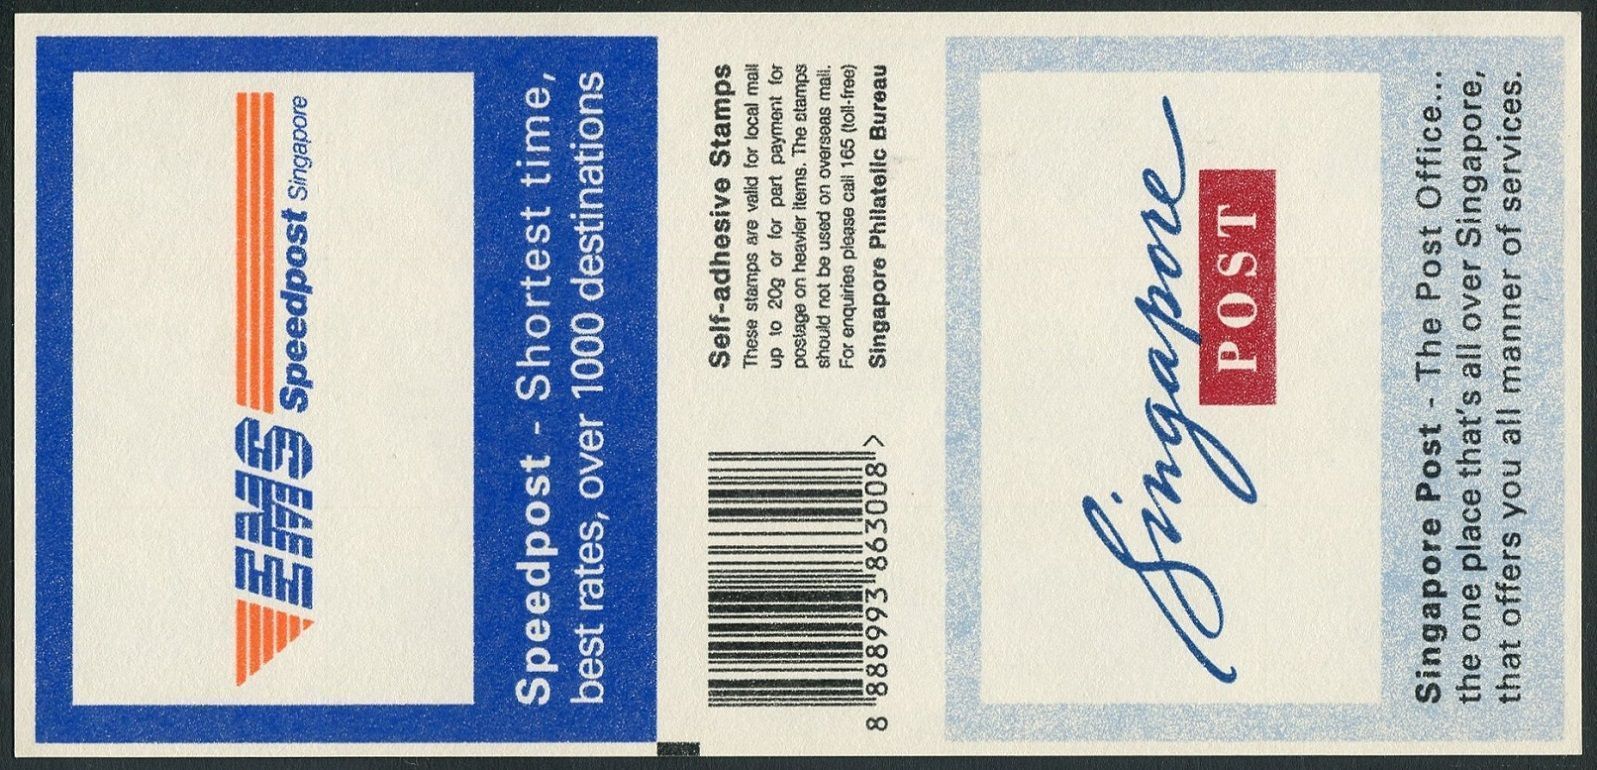 EMS
Speedpost Singapore
Speedpost - Shortest time,
best rates, over 1000 destinations
Self-adhesive Stamps
These stamps are valid for local mail
up to 20g or for part payment for
postage on heavier items. The stamps
should not be used on overseas mail.
For enquiries please call 165 (toll-free)
Singapore Philatelic Bureau
8 888993 863008 >
Singapore
POST
Singapore Post - The Post Office...
the one place that's all over Singapore,
that offers you all manner of services.